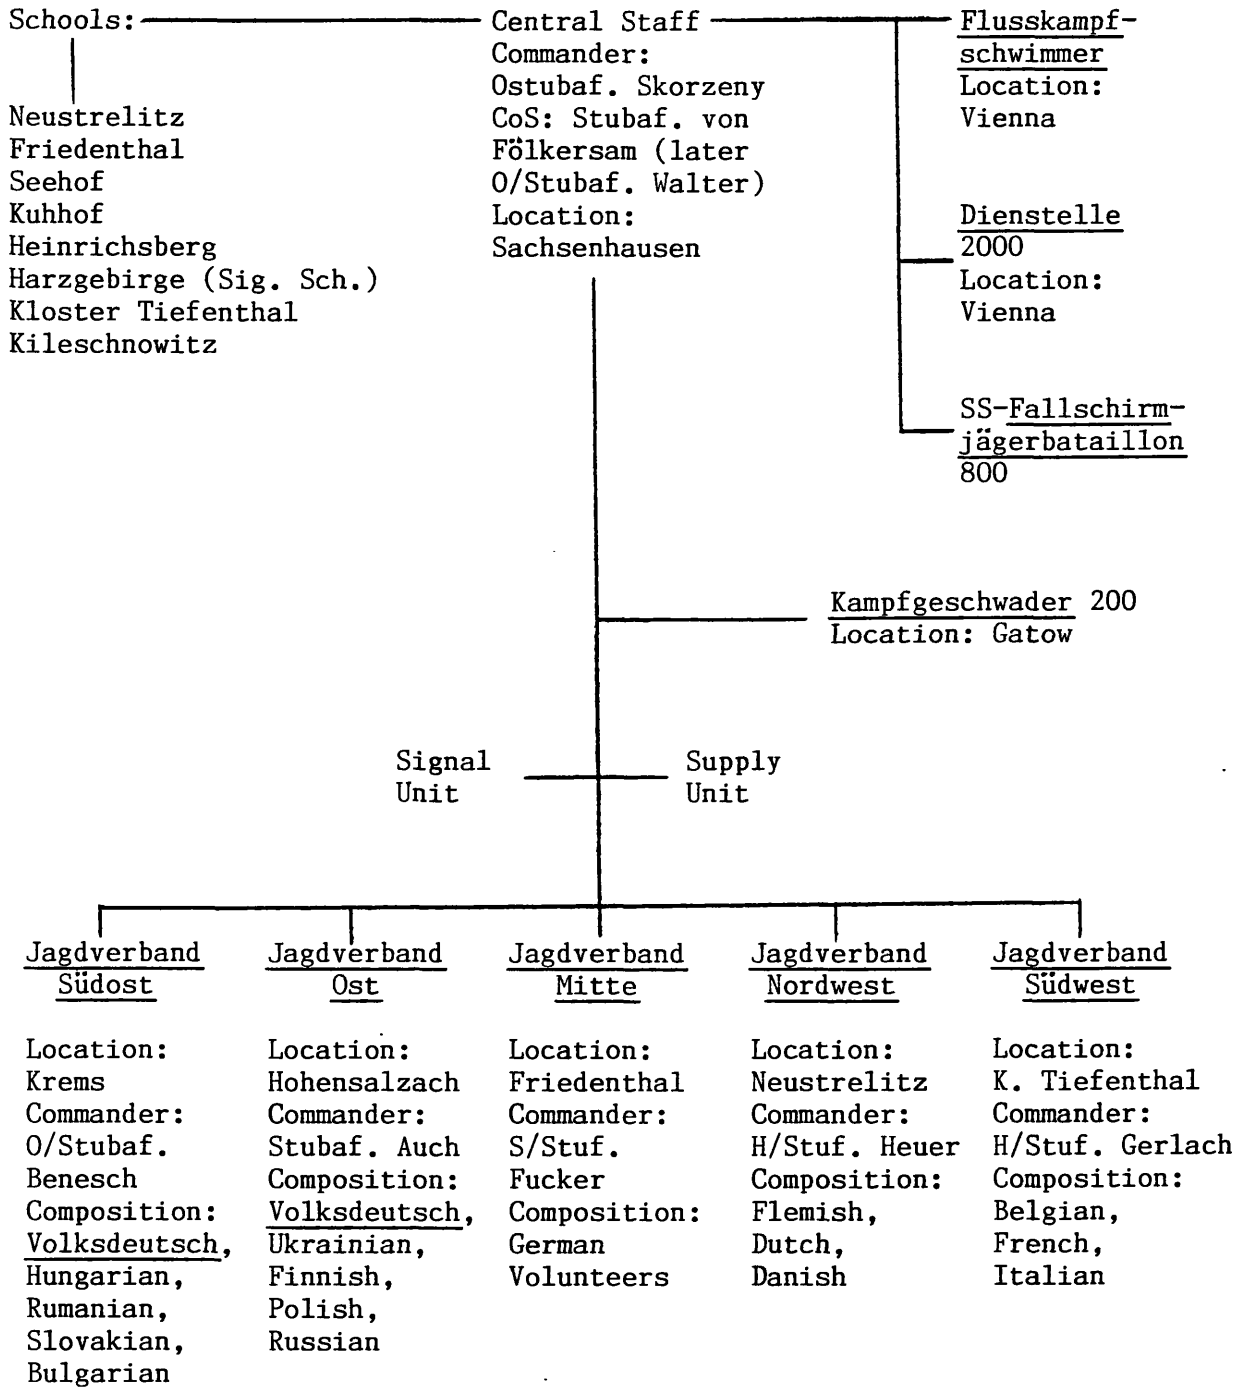 Schools:
Neustrelitz
Friedenthal
Seehof
Kuhhof
Heinrichsberg
Harzgebirge (Sig. Sch.)
Kloster Tiefenthal
Kileschnowitz
Central Staff
Commander:
Ostubaf. Skorzeny
CoS: Stubaf. von
Fölkersam (later
O/Stubaf. Walter)
Location:
Sachsenhausen
Flusskampf-
schwimmer
Location:
Vienna
Dienstelle
2000
Location:
Vienna
SS-Fallschirm-
jägerbataillon
800
Kampfgeschwader 200
Location: Gatow
Signal
Unit
Supply
Unit
Jagdverband
Südost
Location:
Krems
Commander:
O/Stubaf.
Benesch
Composition:
Volksdeutsch,
Hungarian,
Rumanian,
Slovakian,
Bulgarian
Jagdverband
Ost
Location:
Hohensalzach
Commander:
Stubaf. Auch
Composition:
Volksdeutsch,
Ukrainian,
Finnish,
Polish,
Russian
Jagdverband
Mitte
Location:
Friedenthal
Commander:
S/Stuf.
Fucker
Composition:
German
Volunteers
Jagdverband
Nordwest
Location:
Neustrelitz
Commander:
H/Stuf. Heuer
Composition:
Flemish,
Dutch,
Danish
Jagdverband
Südwest
Location:
K. Tiefenthal
Commander:
H/Stuf. Gerlach
Composition:
Belgian,
French,
Italian